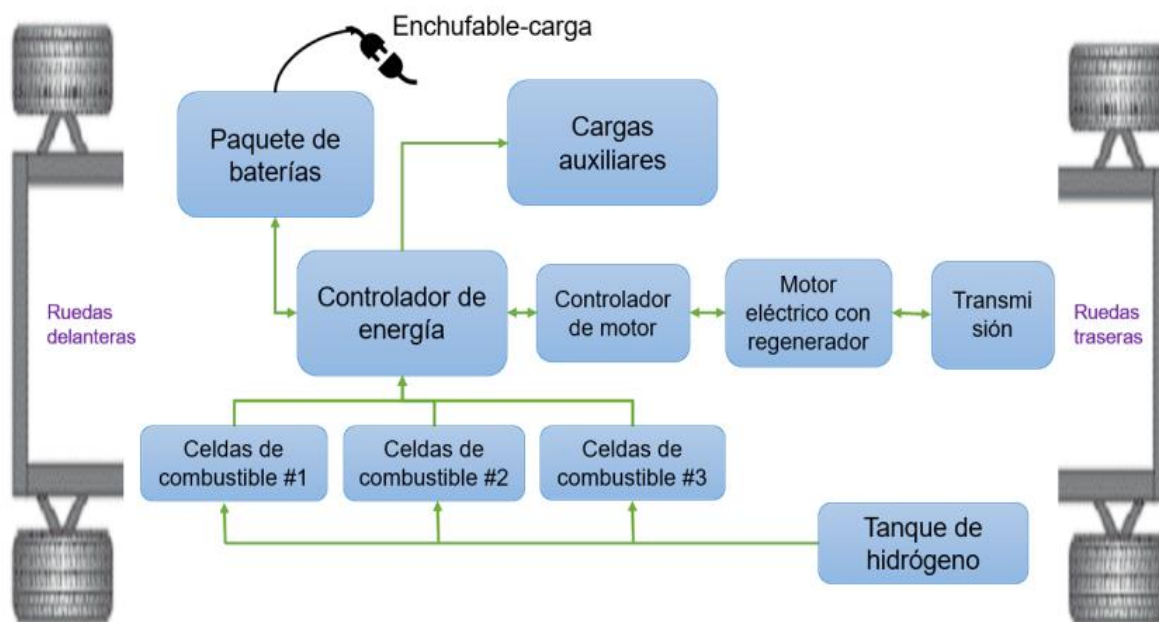 Enchufable-carga
Paquete de
baterías
Cargas
auxiliares
Ruedas
delanteras
Controlador de
energía
Controlador
de motor
Motor
eléctrico con
regenerador
Transmi
sión
Ruedas
traseras
Celdas de
combustible #1
Celdas de
combustible #2
Celdas de
combustible #3
Tanque de
hidrógeno